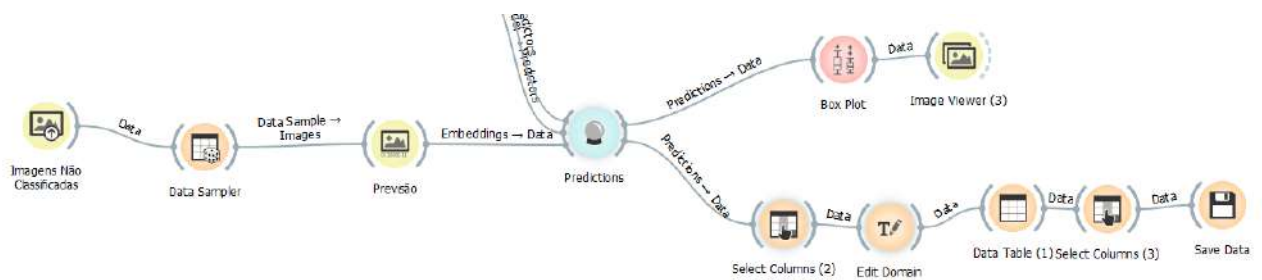 Predictors
Predictors
Predictions → Data
Data
Box Plot
Image Viewer (3)
Data
Data Sample →
Images
Embeddings → Data
Imagens Não
Classificadas
Data Sampler
Previsão
Predictions
Predictions → Data
Data
Data
Data
Data
Select Columns (2)
Edit Domain
Data Table (1)
Select Columns (3)
Save Data